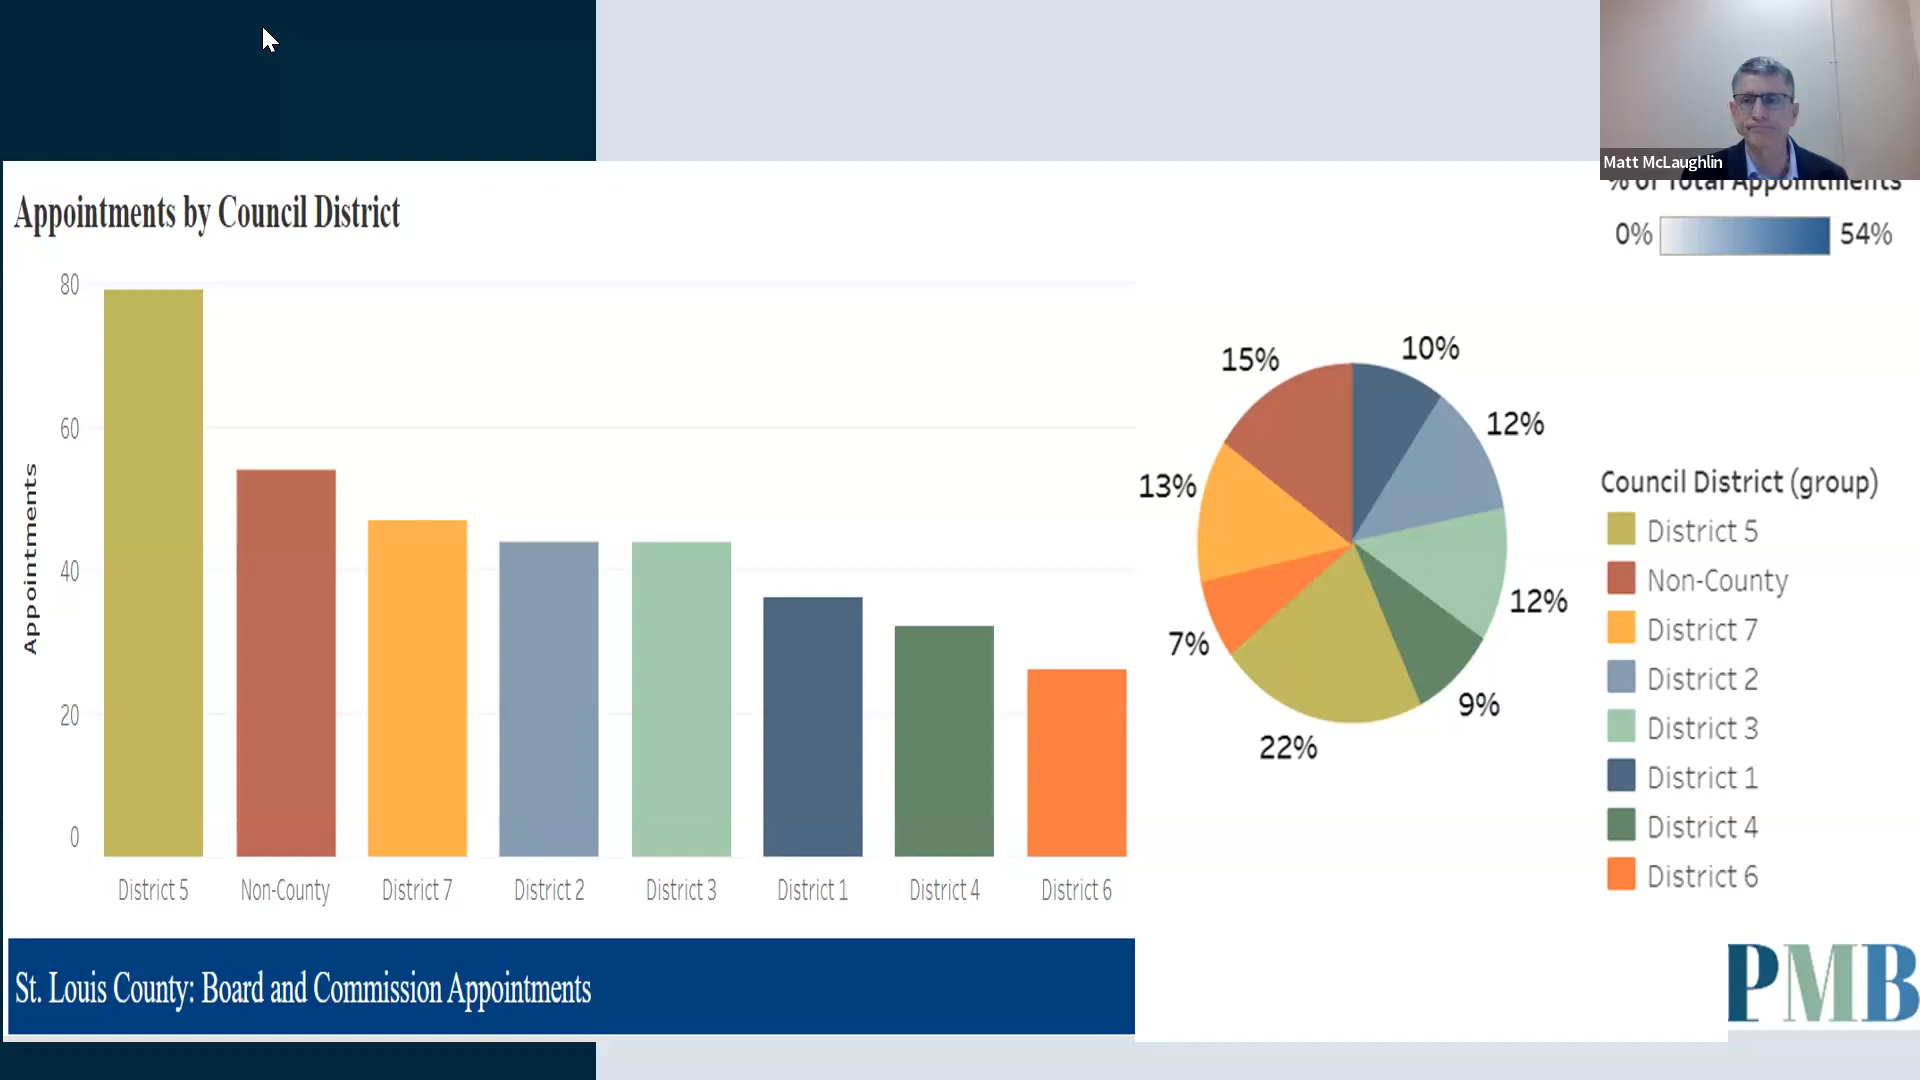 Matt McLaughlin
% of Total Appointments
0% 54%
Appointments by Council District
80
60
40
20
0
Appointments
District 5 Non-County District 7 District 2 District 3 District 1 District 4 District 6
15% 10%
12%
13%
12%
7%
9%
22%
Council District (group)
District 5
Non-County
District 7
District 2
District 3
District 1
District 4
District 6
St. Louis County: Board and Commission Appointments
PMB